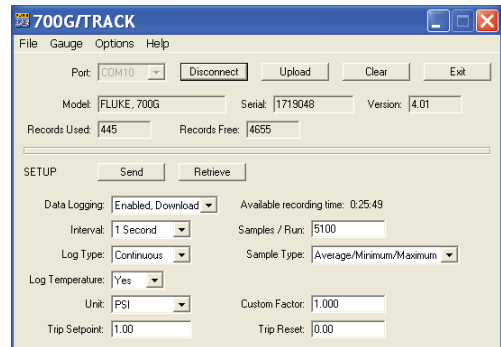 700G/TRACK
File Gauge Options Help
Port: COM10 Disconnect Upload Clear Exit
Model: FLUKE, 700G Serial: 1719048 Version: 4.01
Records Used: 445 Records Free: 4655
SETUP Send Retrieve
Data Logging: Enabled, Download Available recording time: 0:25:49
Interval: 1 Second Samples / Run: 5100
Log Type: Continuous Sample Type: Average/Minimum/Maximum
Log Temperature: Yes
Unit: PSI Custom Factor: 1.000
Trip Setpoint: 1.00 Trip Reset: 0.00